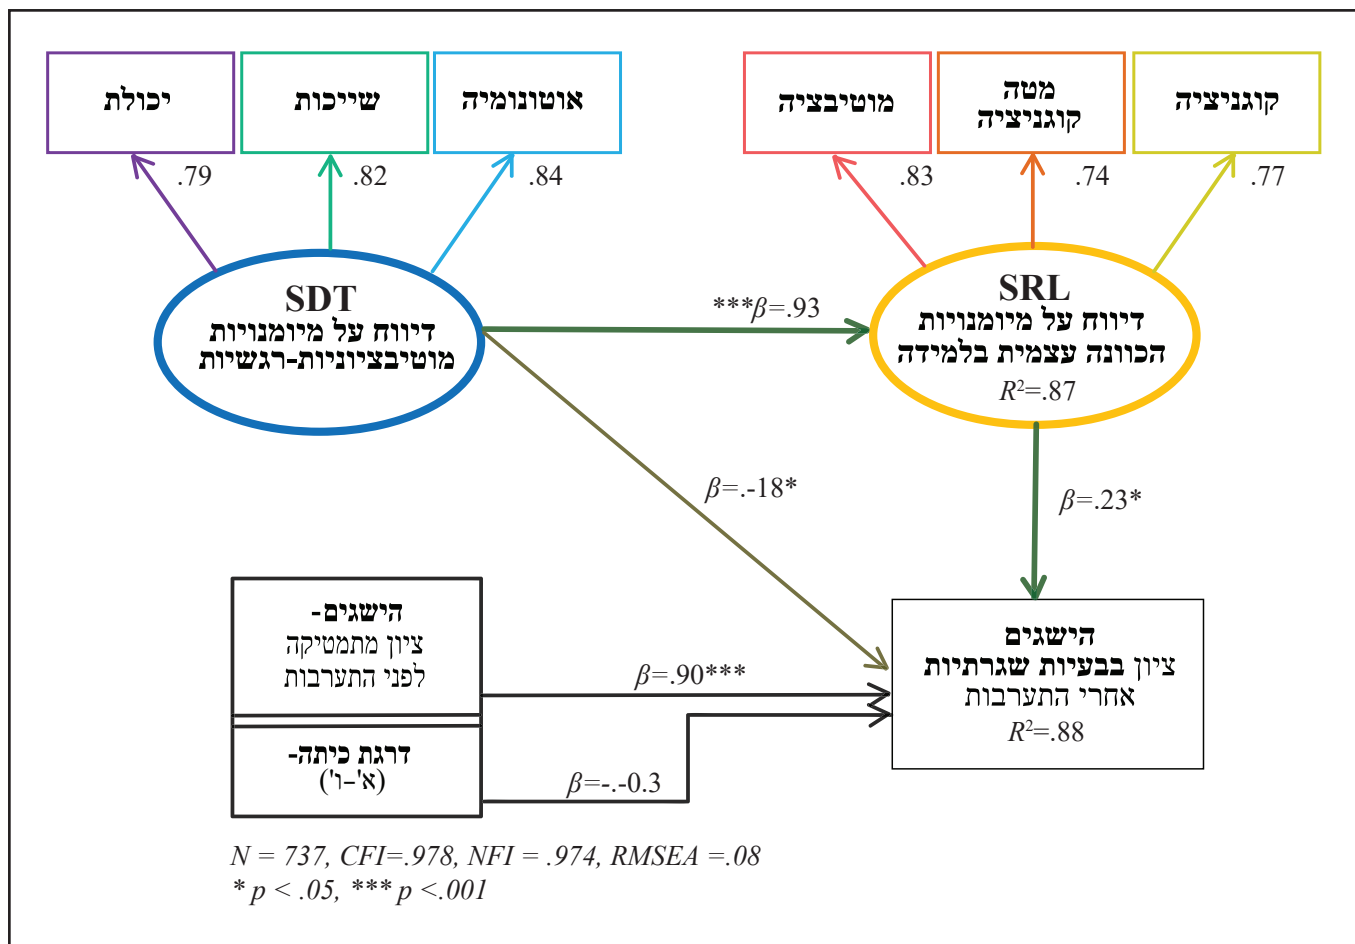 יכולת
שייכות
אוטונומיה
מוטיבציה
מטה
קוגניציה
קוגניציה
.79
.82
.84
.83
.74
.77
SDT
דיווח על מיומנויות
מוטיבציוניות-רגשיות
***β=.93
SRL
דיווח על מיומנויות
הכוונה עצמית בלמידה
R²=.87
β=.-18*
β=.23*
הישגים-
ציון מתמטיקה
לפני התערבות
β=.90***
הישגים
ציון בבעיות שגרתיות
אחרי התערבות
R²=.88
דרגת כיתה-
(א'-ו')
β=-.-0.3
N = 737, CFI=.978, NFI = .974, RMSEA =.08
* p < .05, *** p <.001